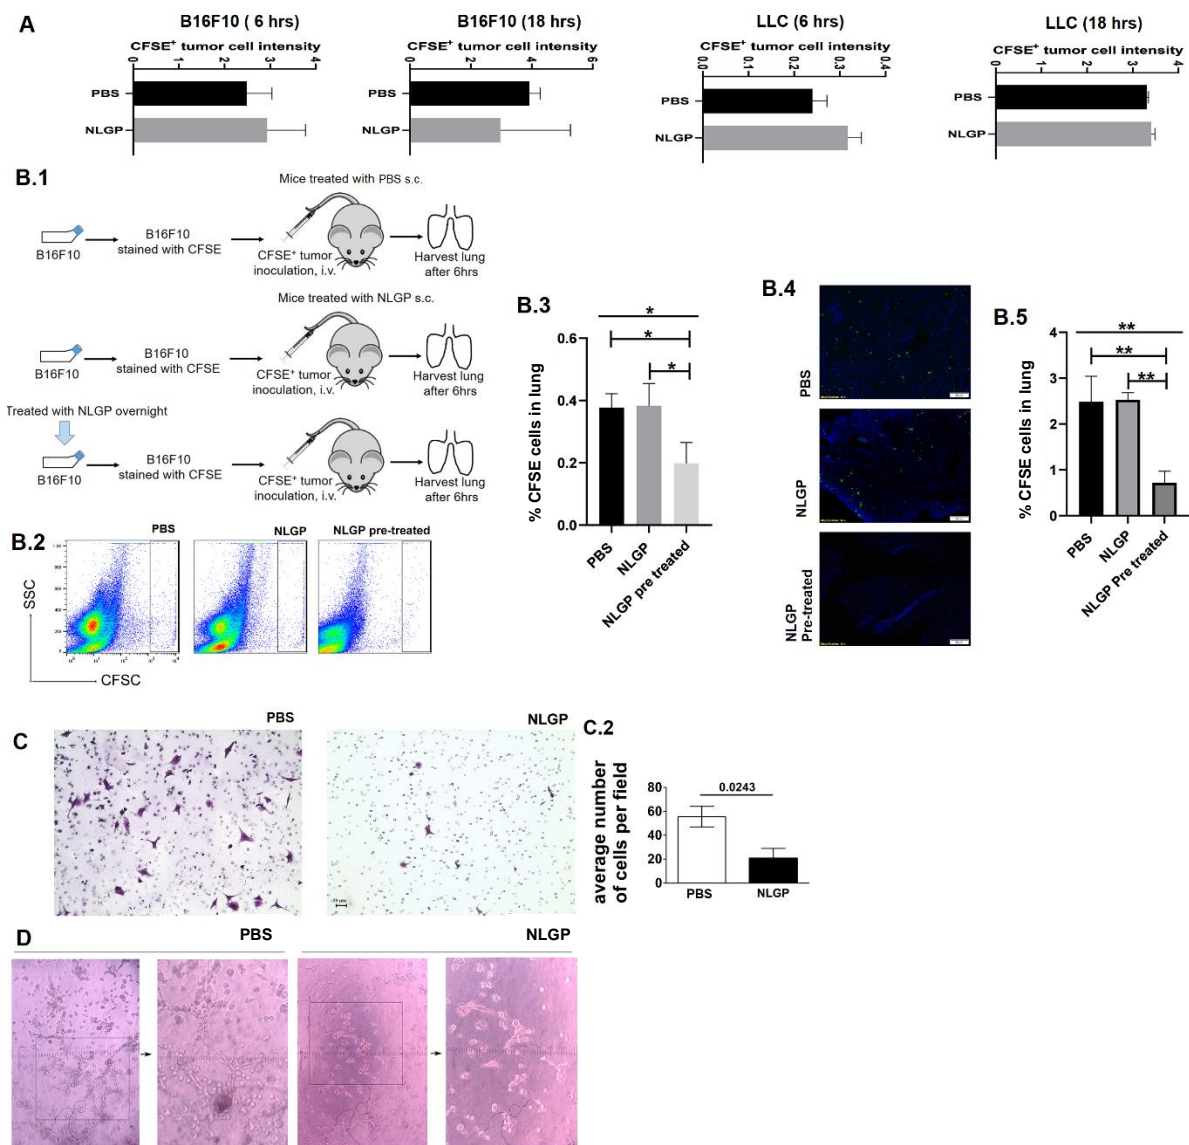 A
B16F10 ( 6 hrs)
CFSE+ tumor cell intensity
0 1 2 3 4
PBS
NLGP
B16F10 (18 hrs)
CFSE+ tumor cell intensity
0 2 4 6
PBS
NLGP
LLC (6 hrs)
CFSE+ tumor cell intensity
0.0 0.1 0.2 0.3 0.4
PBS
NLGP
LLC (18 hrs)
CFSE+ tumor cell intensity
0 1 2 3 4
PBS
NLGP
B.1
Mice treated with PBS s.c.
B16F10
B16F10
stained with CFSE
CFSE+ tumor
inoculation, i.v.
Harvest lung
after 6hrs
Mice treated with NLGP s.c.
B16F10
B16F10
stained with CFSE
CFSE+ tumor
inoculation, i.v.
Harvest lung
after 6hrs
Treated with NLGP overnight
B16F10
B16F10
stained with CFSE
CFSE+ tumor
inoculation, i.v.
Harvest lung
after 6hrs
B.2
PBS
NLGP
NLGP pre-treated
SSC
CFSC
B.3
*
*
*
% CFSE cells in lung
0.6
0.4
0.2
0.0
PBS
NLGP
NLGP pre treated
B.4
PBS
NLGP
NLGP
Pre-treated
B.5
**
**
**
% CFSE cells in lung
3
2
1
0
PBS
NLGP
NLGP Pre treated
C
PBS
NLGP
C.2
average number
of cells per field
80
60
40
20
0
0.0243
PBS
NLGP
D
PBS
NLGP